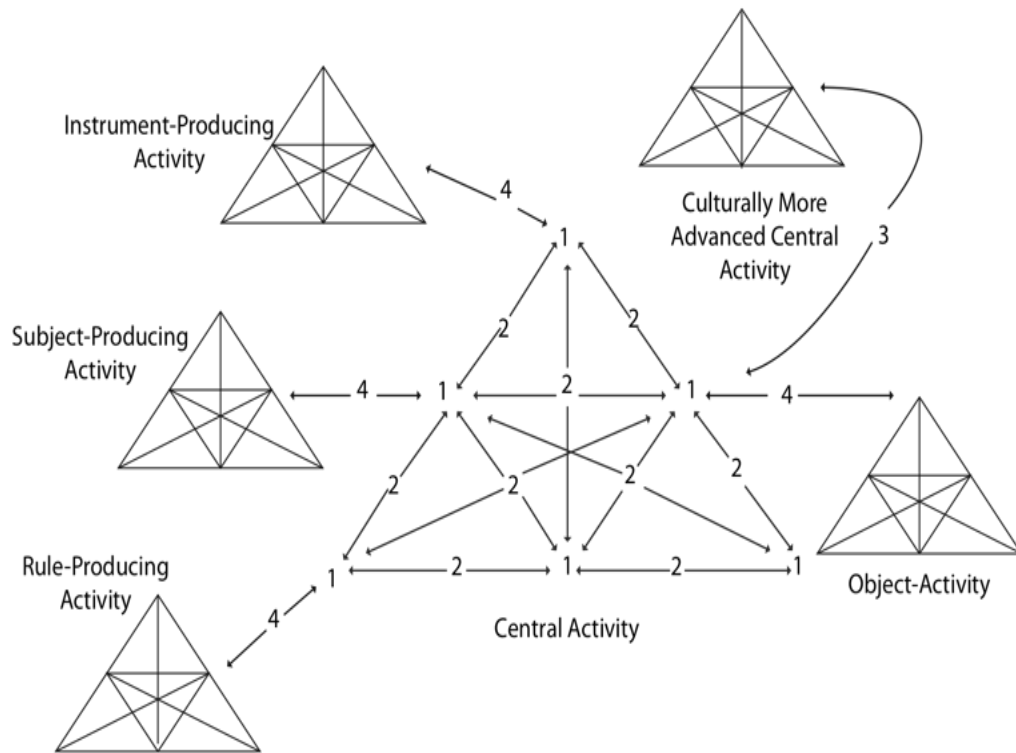 Instrument-Producing
Activity
Culturally More
Advanced Central
Activity
4
3
1
2
2
Subject-Producing
Activity
4
1
2
1
4
2
2
2
2
Rule-Producing
Activity
1
2
1
2
1
Object-Activity
4
Central Activity